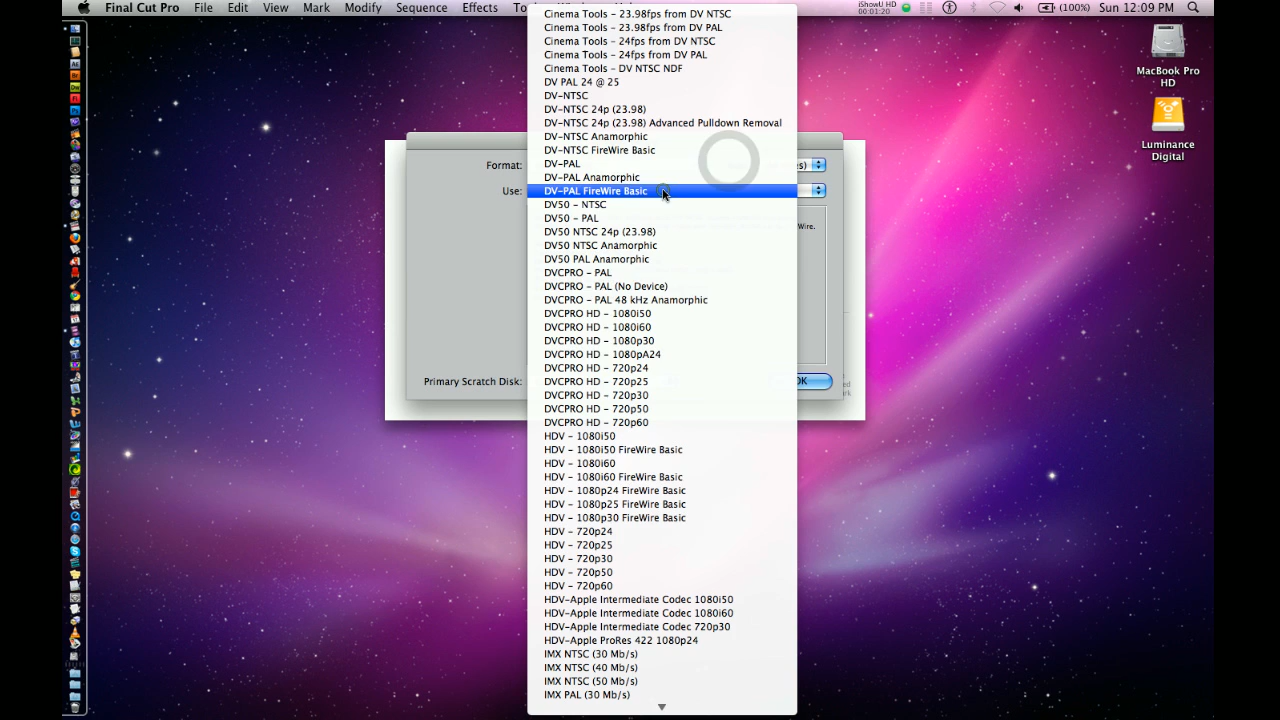 Final Cut Pro File Edit View Mark Modify Sequence Effects To
iShowU HD
00:01:20
(100%) Sun 12:09 PM
MacBook Pro
HD
Luminance
Digital
Format:
Use:
Primary Scratch Disk:
OK
Cinema Tools - 23.98fps from DV NTSC
Cinema Tools - 23.98fps from DV PAL
Cinema Tools - 24fps from DV NTSC
Cinema Tools - 24fps from DV PAL
Cinema Tools - DV NTSC NDF
DV PAL 24 @ 25
DV-NTSC
DV-NTSC 24p (23.98)
DV-NTSC 24p (23.98) Advanced Pulldown Removal
DV-NTSC Anamorphic
DV-NTSC FireWire Basic
DV-PAL
DV-PAL Anamorphic
DV-PAL FireWire Basic
DV50 - NTSC
DV50 - PAL
DV50 NTSC 24p (23.98)
DV50 NTSC Anamorphic
DV50 PAL Anamorphic
DVCPRO - PAL
DVCPRO - PAL (No Device)
DVCPRO - PAL 48 kHz Anamorphic
DVCPRO HD - 1080i50
DVCPRO HD - 1080i60
DVCPRO HD - 1080p30
DVCPRO HD - 1080pA24
DVCPRO HD - 720p24
DVCPRO HD - 720p25
DVCPRO HD - 720p30
DVCPRO HD - 720p50
DVCPRO HD - 720p60
HDV - 1080i50
HDV - 1080i50 FireWire Basic
HDV - 1080i60
HDV - 1080i60 FireWire Basic
HDV - 1080p24 FireWire Basic
HDV - 1080p25 FireWire Basic
HDV - 1080p30 FireWire Basic
HDV - 720p24
HDV - 720p25
HDV - 720p30
HDV - 720p50
HDV - 720p60
HDV-Apple Intermediate Codec 1080i50
HDV-Apple Intermediate Codec 1080i60
HDV-Apple Intermediate Codec 720p30
HDV-Apple ProRes 422 1080p24
IMX NTSC (30 Mb/s)
IMX NTSC (40 Mb/s)
IMX NTSC (50 Mb/s)
IMX PAL (30 Mb/s)